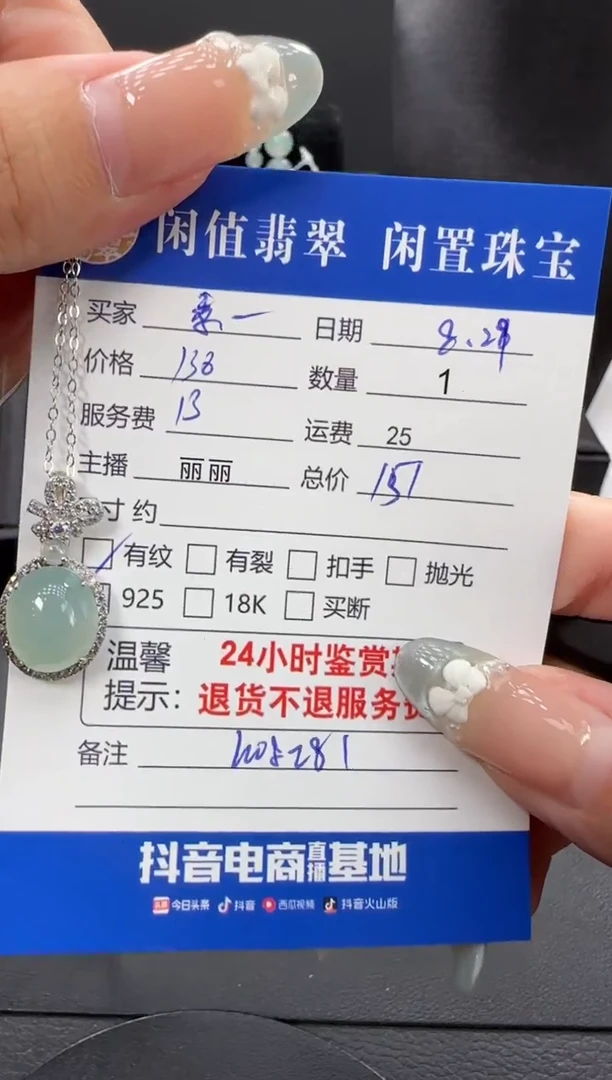 闲值翡翠 闲置珠宝
买家 一 日期 8.29
价格 138 数量 1
服务费 13 运费 25
主播 丽丽 总价 151
寸 约
有纹 有裂 扣手 抛光
925 18K 买断
温馨 24小时鉴赏
提示: 退货不退服务费
备注
抖音电商直播基地
今日头条 抖音 西瓜视频 抖音火山版